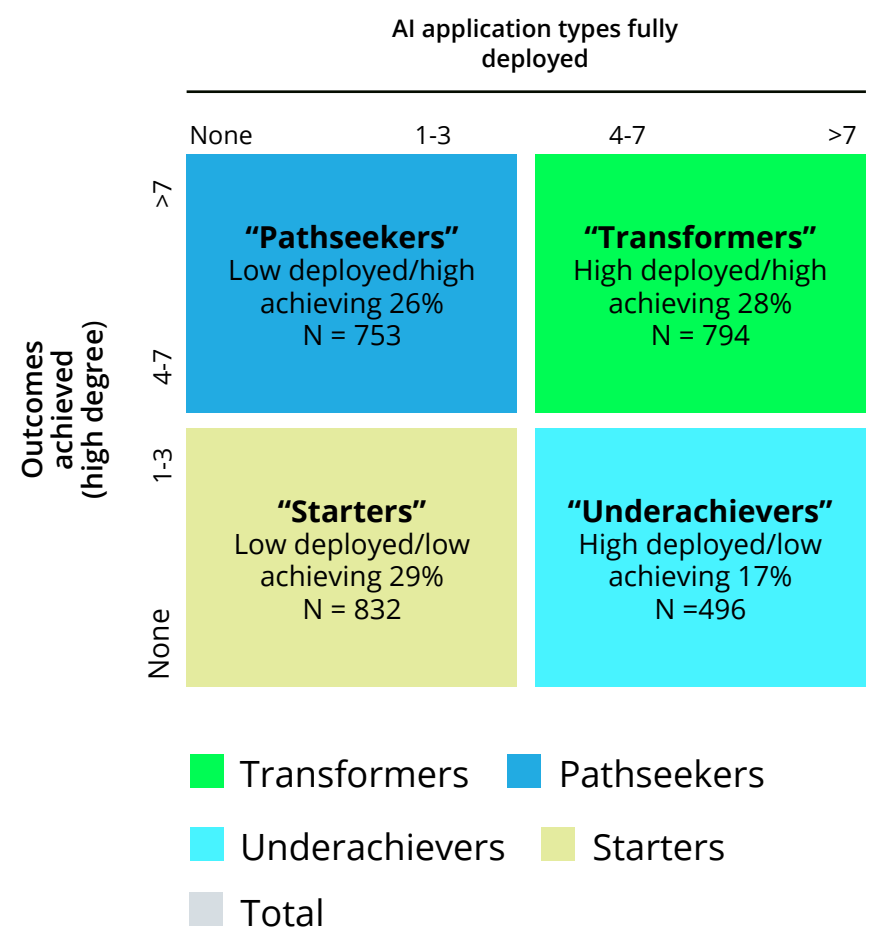 AI application types fully
deployed
None 1-3 4-7 >7
>7
4-7
1-3
None
Outcomes
achieved
(high degree)
“Pathseekers”
Low deployed/high
achieving 26%
N = 753
“Transformers”
High deployed/high
achieving 28%
N = 794
“Starters”
Low deployed/low
achieving 29%
N = 832
“Underachievers”
High deployed/low
achieving 17%
N =496
Transformers
Pathseekers
Underachievers
Starters
Total